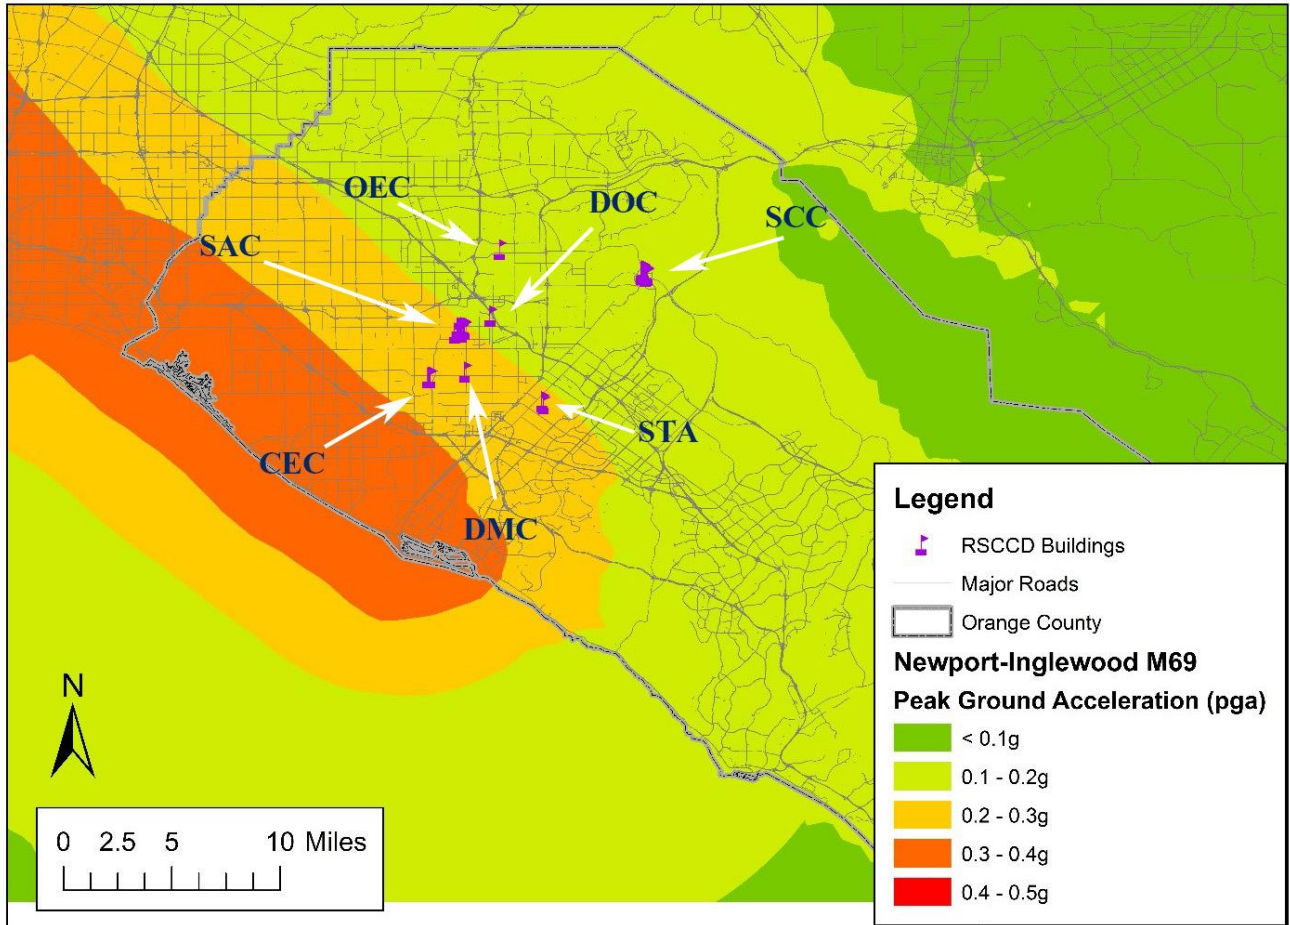 OEC
DOC
SCC
SAC
STA
CEC
DMC
N
0 2.5 5 10 Miles
Legend
RSCCD Buildings
Major Roads
Orange County
Newport-Inglewood M69
Peak Ground Acceleration (pga)
< 0.1g
0.1 - 0.2g
0.2 - 0.3g
0.3 - 0.4g
0.4 - 0.5g